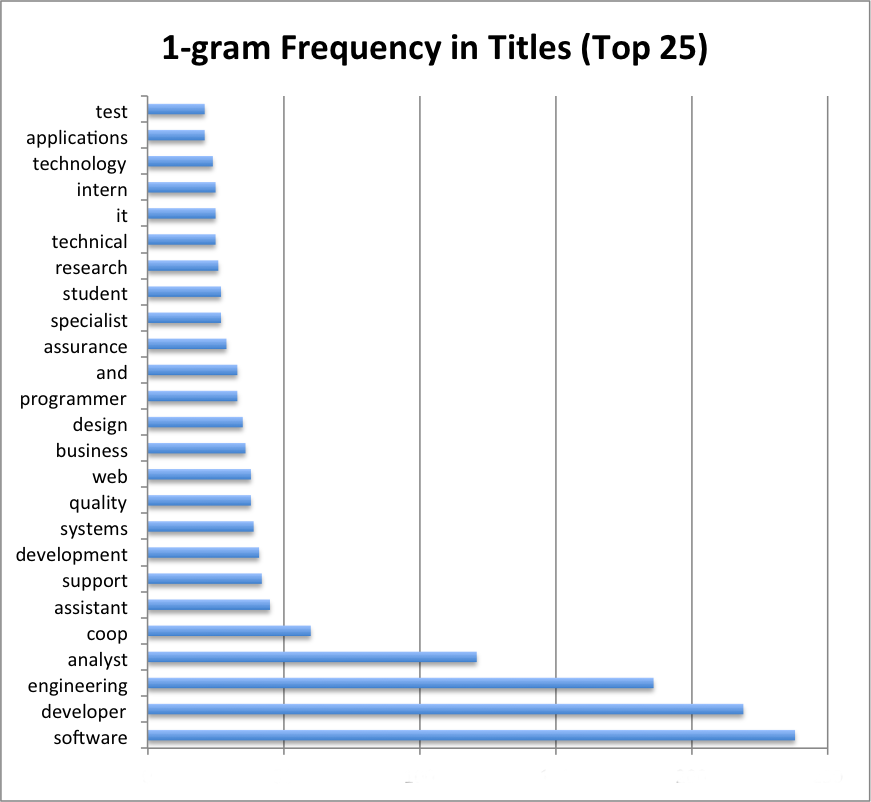 1-gram Frequency in Titles (Top 25)
test
applications
technology
intern
it
technical
research
student
specialist
assurance
and
programmer
design
business
web
quality
systems
development
support
assistant
coop
analyst
engineering
developer
software